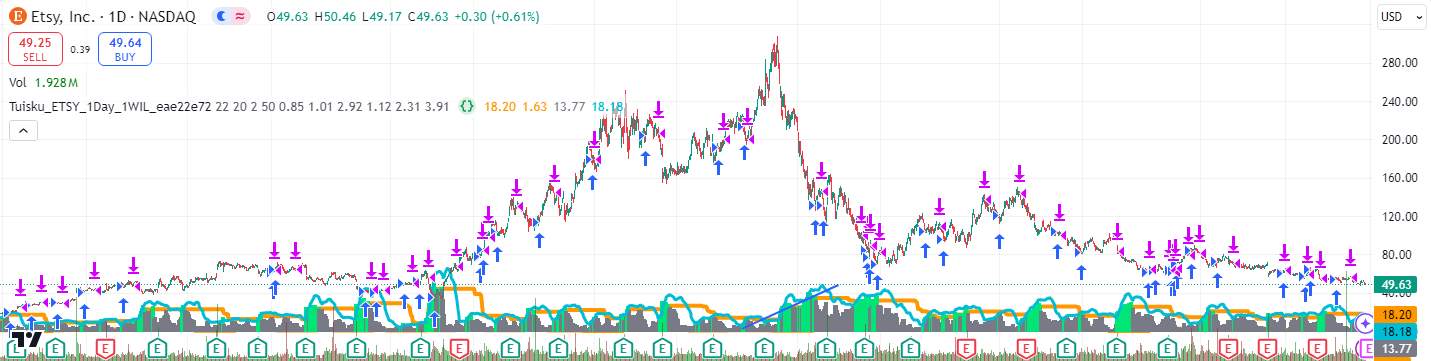 Etsy, Inc. · 1D · NASDAQ O49.63 H50.46 L49.17 C49.63 +0.30 (+0.61%)
USD
49.25 0.39 49.64
SELL BUY
Vol 1.928 M
Tuisku_ETSY_1Day_1WIL_eae22e72 22 20 2 50 0.85 1.01 2.92 1.12 2.31 3.91 {} 18.20 1.63 13.77 18.18
280.00
240.00
200.00
160.00
120.00
80.00
49.63
40.00
18.20
18.18
13.77
E E E E E E E E E E E E E E E E E E E E E E E E E E